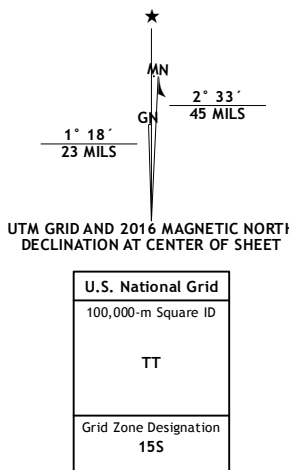 MN
GN
2° 33´
45 MILS
1° 18´
23 MILS
UTM GRID AND 2016 MAGNETIC NORTH
DECLINATION AT CENTER OF SHEET
U.S. National Grid
100,000-m Square ID
TT
Grid Zone Designation
15S